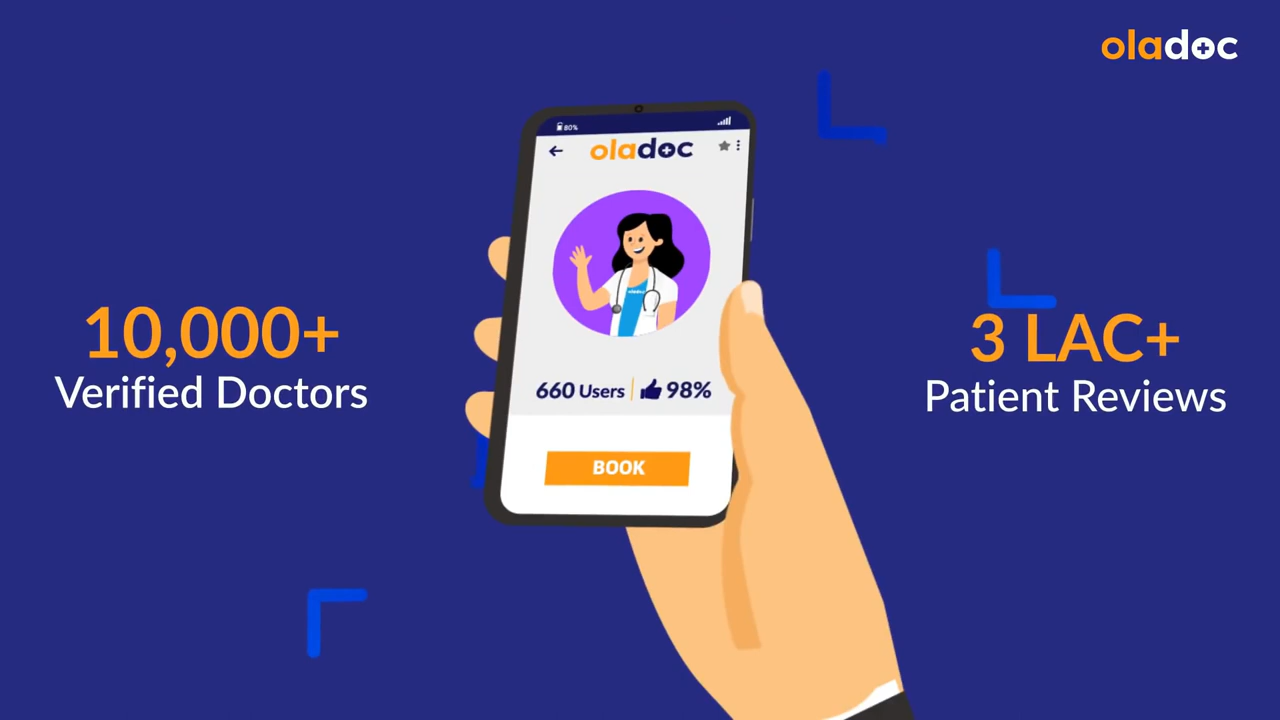 oladoc
80%
oladoc
10,000+
Verified Doctors
660 Users 98%
BOOK
3 LAC+
Patient Reviews